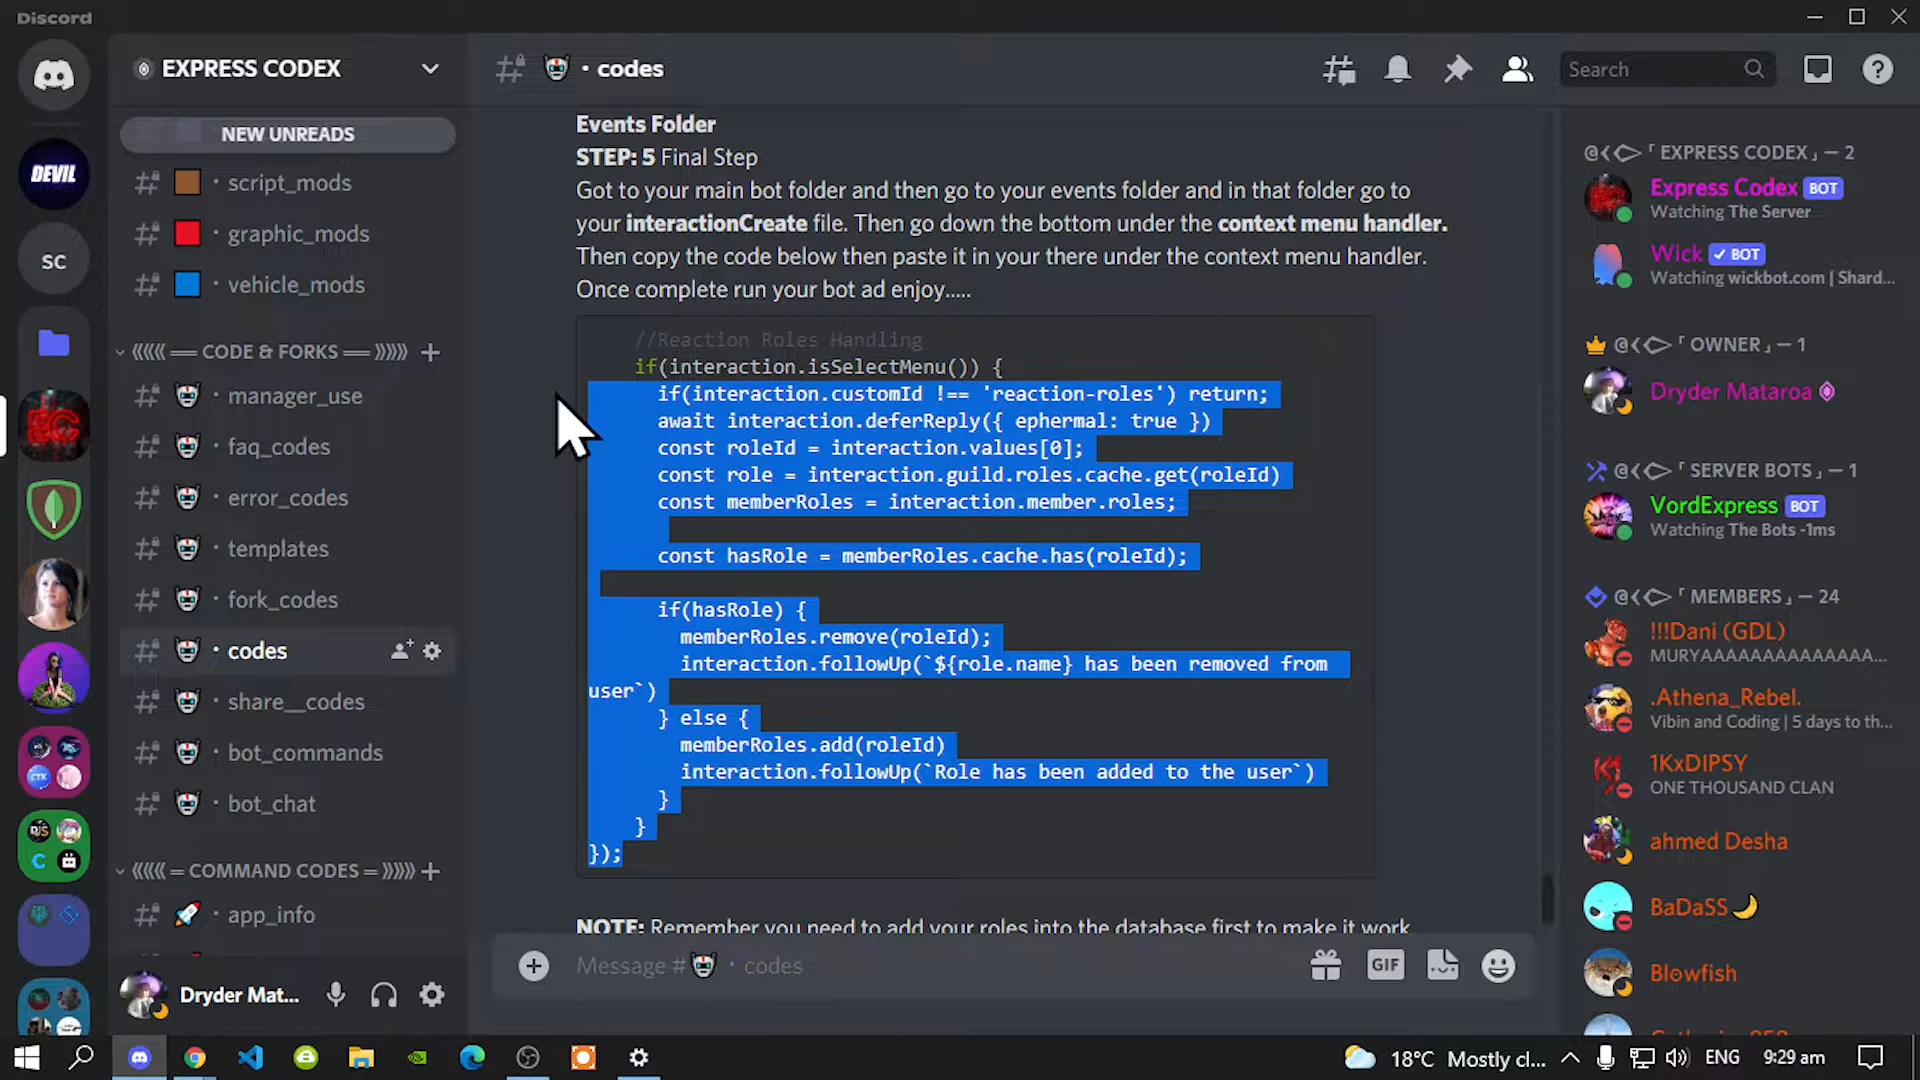 Discord
EXPRESS CODEX
NEW UNREADS
script_mods
graphic_mods
vehicle_mods
CODE & FORKS
manager_use
faq_codes
error_codes
templates
fork_codes
codes
share__codes
bot_commands
bot_chat
= COMMAND CODES =
app_info
Dryder Mat...
DEVIL
SC
EC
codes
Search
Events Folder
STEP: 5 Final Step
Got to your main bot folder and then go to your events folder and in that folder go to
your interactionCreate file. Then go down the bottom under the context menu handler.
Then copy the code below then paste it in your there under the context menu handler.
Once complete run your bot ad enjoy.....
//Reaction Roles Handling
if(interaction.isSelectMenu()) {
if(interaction.customId !== 'reaction-roles') return;
await interaction.deferReply({ ephermal: true })
const roleId = interaction.values[0];
const role = interaction.guild.roles.cache.get(roleId)
const memberRoles = interaction.member.roles;
const hasRole = memberRoles.cache.has(roleId);
if(hasRole) {
memberRoles.remove(roleId);
interaction.followUp(`${role.name} has been removed from
user`)
} else {
memberRoles.add(roleId)
interaction.followUp(`Role has been added to the user`)
}
}
});
NOTE: Remember you need to add your roles into the database first to make it work
Message # codes
GIF
EXPRESS CODEX — 2
Express Codex BOT
Watching The Server
Wick BOT
Watching wickbot.com | Shard...
OWNER — 1
Dryder Mataroa
SERVER BOTS — 1
VordExpress BOT
Watching The Bots -1ms
MEMBERS — 24
!!!Dani (GDL)
MURYAAAAAAAAAAAAAA...
.Athena_Rebel.
Vibin and Coding | 5 days to th...
1KxDIPSY
ONE THOUSAND CLAN
ahmed Desha
BaDaSS
Blowfish
18°C Mostly cl...
ENG
9:29 am